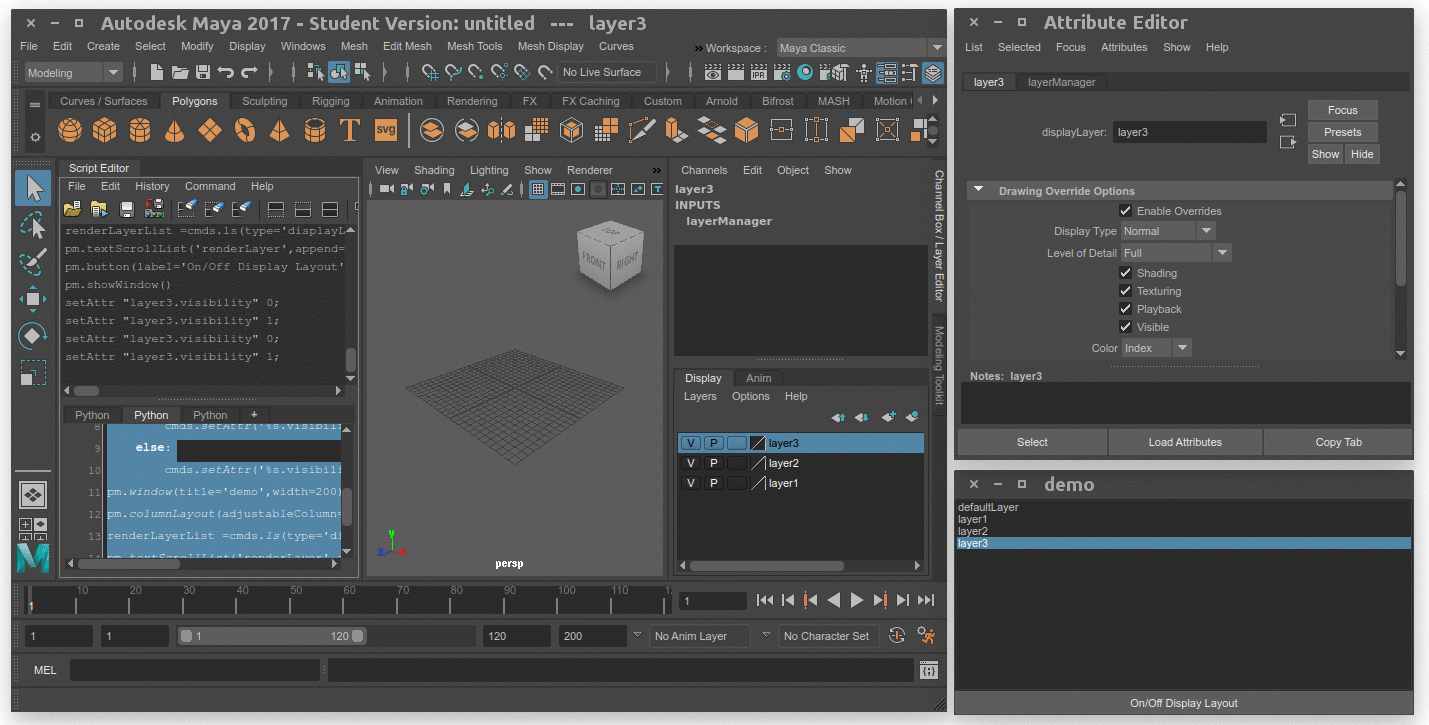 Autodesk Maya 2017 - Student Version: untitled --- layer3
File Edit Create Select Modify Display Windows Mesh Edit Mesh Mesh Tools Mesh Display Curves » Workspace : Maya Classic
Modeling No Live Surface IPR
Curves / Surfaces Polygons Sculpting Rigging Animation Rendering FX FX Caching Custom Arnold Bifrost MASH Motion
T svg
Script Editor
File Edit History Command Help
renderLayerList =cmds.ls(type='displayL
pm.textScrollList('renderLayer',append=
pm.button(label='On/Off Display Layout'
pm.showWindow()
setAttr "layer3.visibility" 0;
setAttr "layer3.visibility" 1;
setAttr "layer3.visibility" 0;
setAttr "layer3.visibility" 1;
Python Python Python +
8 cmds.setAttr('%s.visibili
9 else:
10 cmds.setAttr('%s.visibili
11 pm.window(title='demo',width=200)
12 pm.columnLayout(adjustableColumn=
13 renderLayerList =cmds.ls(type='di
14 pm.textScrollList('renderLayer'
View Shading Lighting Show Renderer »
TOP
FRONT RIGHT
y
z x
persp
Channels Edit Object Show
layer3
INPUTS
layerManager
Channel Box / Layer Editor
Modeling Toolkit
Display Anim
Layers Options Help
V P layer3
V P layer2
V P layer1
1 10 20 30 40 50 60 70 80 90 100 110 12
1
1 1 1 120 120 200 No Anim Layer No Character Set
MEL
Attribute Editor
List Selected Focus Attributes Show Help
layer3 layerManager
displayLayer: layer3
Focus
Presets
Show Hide
Drawing Override Options
Enable Overrides
Display Type Normal
Level of Detail Full
Shading
Texturing
Playback
Visible
Color Index
Notes: layer3
Select Load Attributes Copy Tab
demo
defaultLayer
layer1
layer2
layer3
On/Off Display Layout